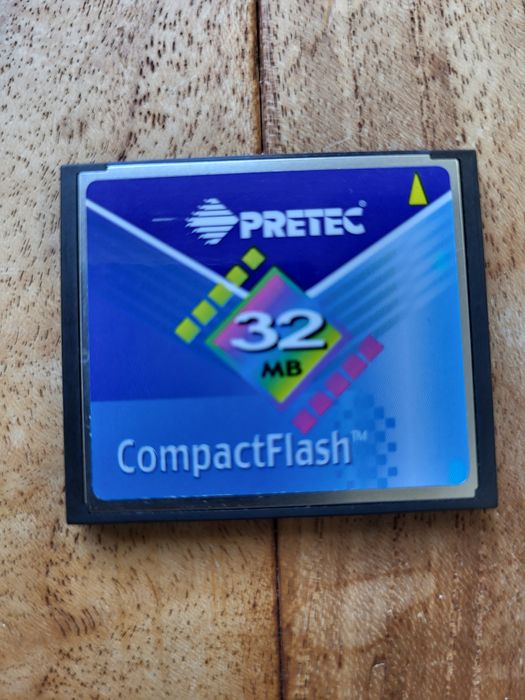 PRETEC®
32
MB
CompactFlash™